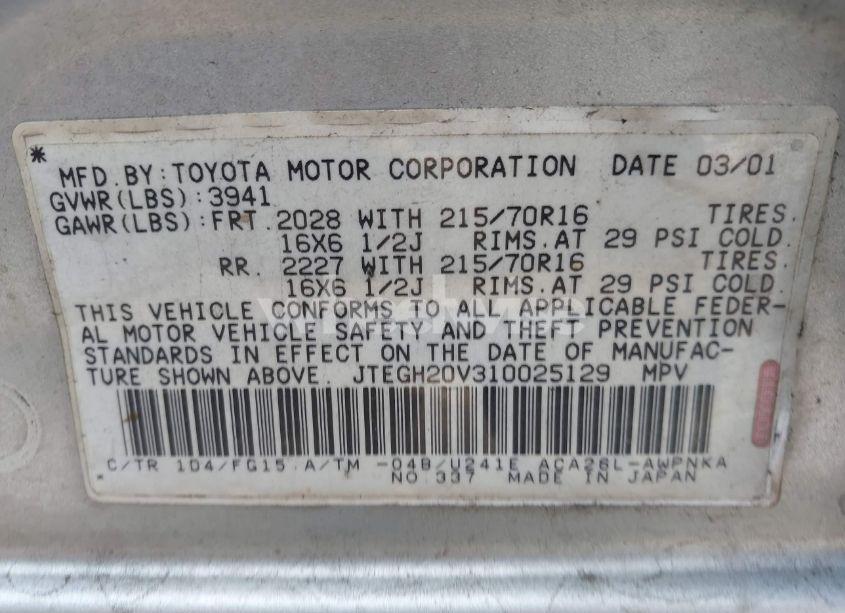 * MFD.BY:TOYOTA MOTOR CORPORATION DATE 03/01
GVWR(LBS):3941
GAWR(LBS):FRT.2028 WITH 215/70R16 TIRES.
16X6 1/2J RIMS.AT 29 PSI COLD.
RR. 2227 WITH 215/70R16 TIRES.
16X6 1/2J RIMS.AT 29 PSI COLD.
THIS VEHICLE CONFORMS TO ALL APPLICABLE FEDER-
AL MOTOR VEHICLE SAFETY AND THEFT PREVENTION
STANDARDS IN EFFECT ON THE DATE OF MANUFAC-
TURE SHOWN ABOVE. JTEGH20V310025129 MPV
C/TR 1D4/FG15 A/TM -04B/U241E ACA26L-AWPNKA
* NO.337 MADE IN JAPAN